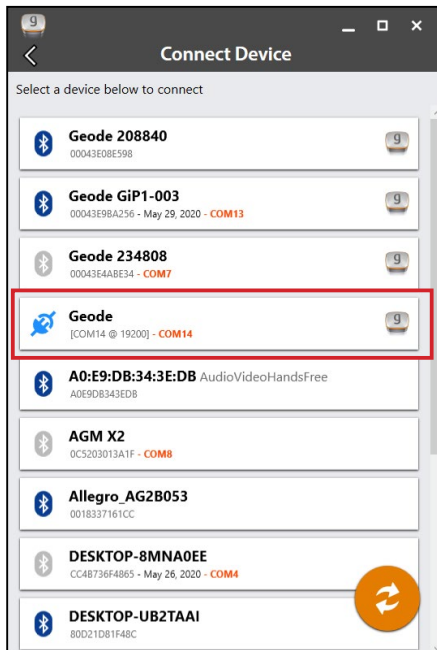 g
Connect Device
Select a device below to connect
Geode 208840
00043E08E598
g
Geode GiP1-003
00043E9BA256 - May 29, 2020 - COM13
g
Geode 234808
00043E4ABE34 - COM7
g
Geode
[COM14 @ 19200] - COM14
g
A0:E9:DB:34:3E:DB AudioVideoHandsFree
A0E9DB343EDB
AGM X2
0C5203013A1F - COM8
Allegro_AG2B053
0018337161CC
DESKTOP-8MNA0EE
CC4B736F4865 - May 26, 2020 - COM4
DESKTOP-UB2TAAI
80D21D81F48C